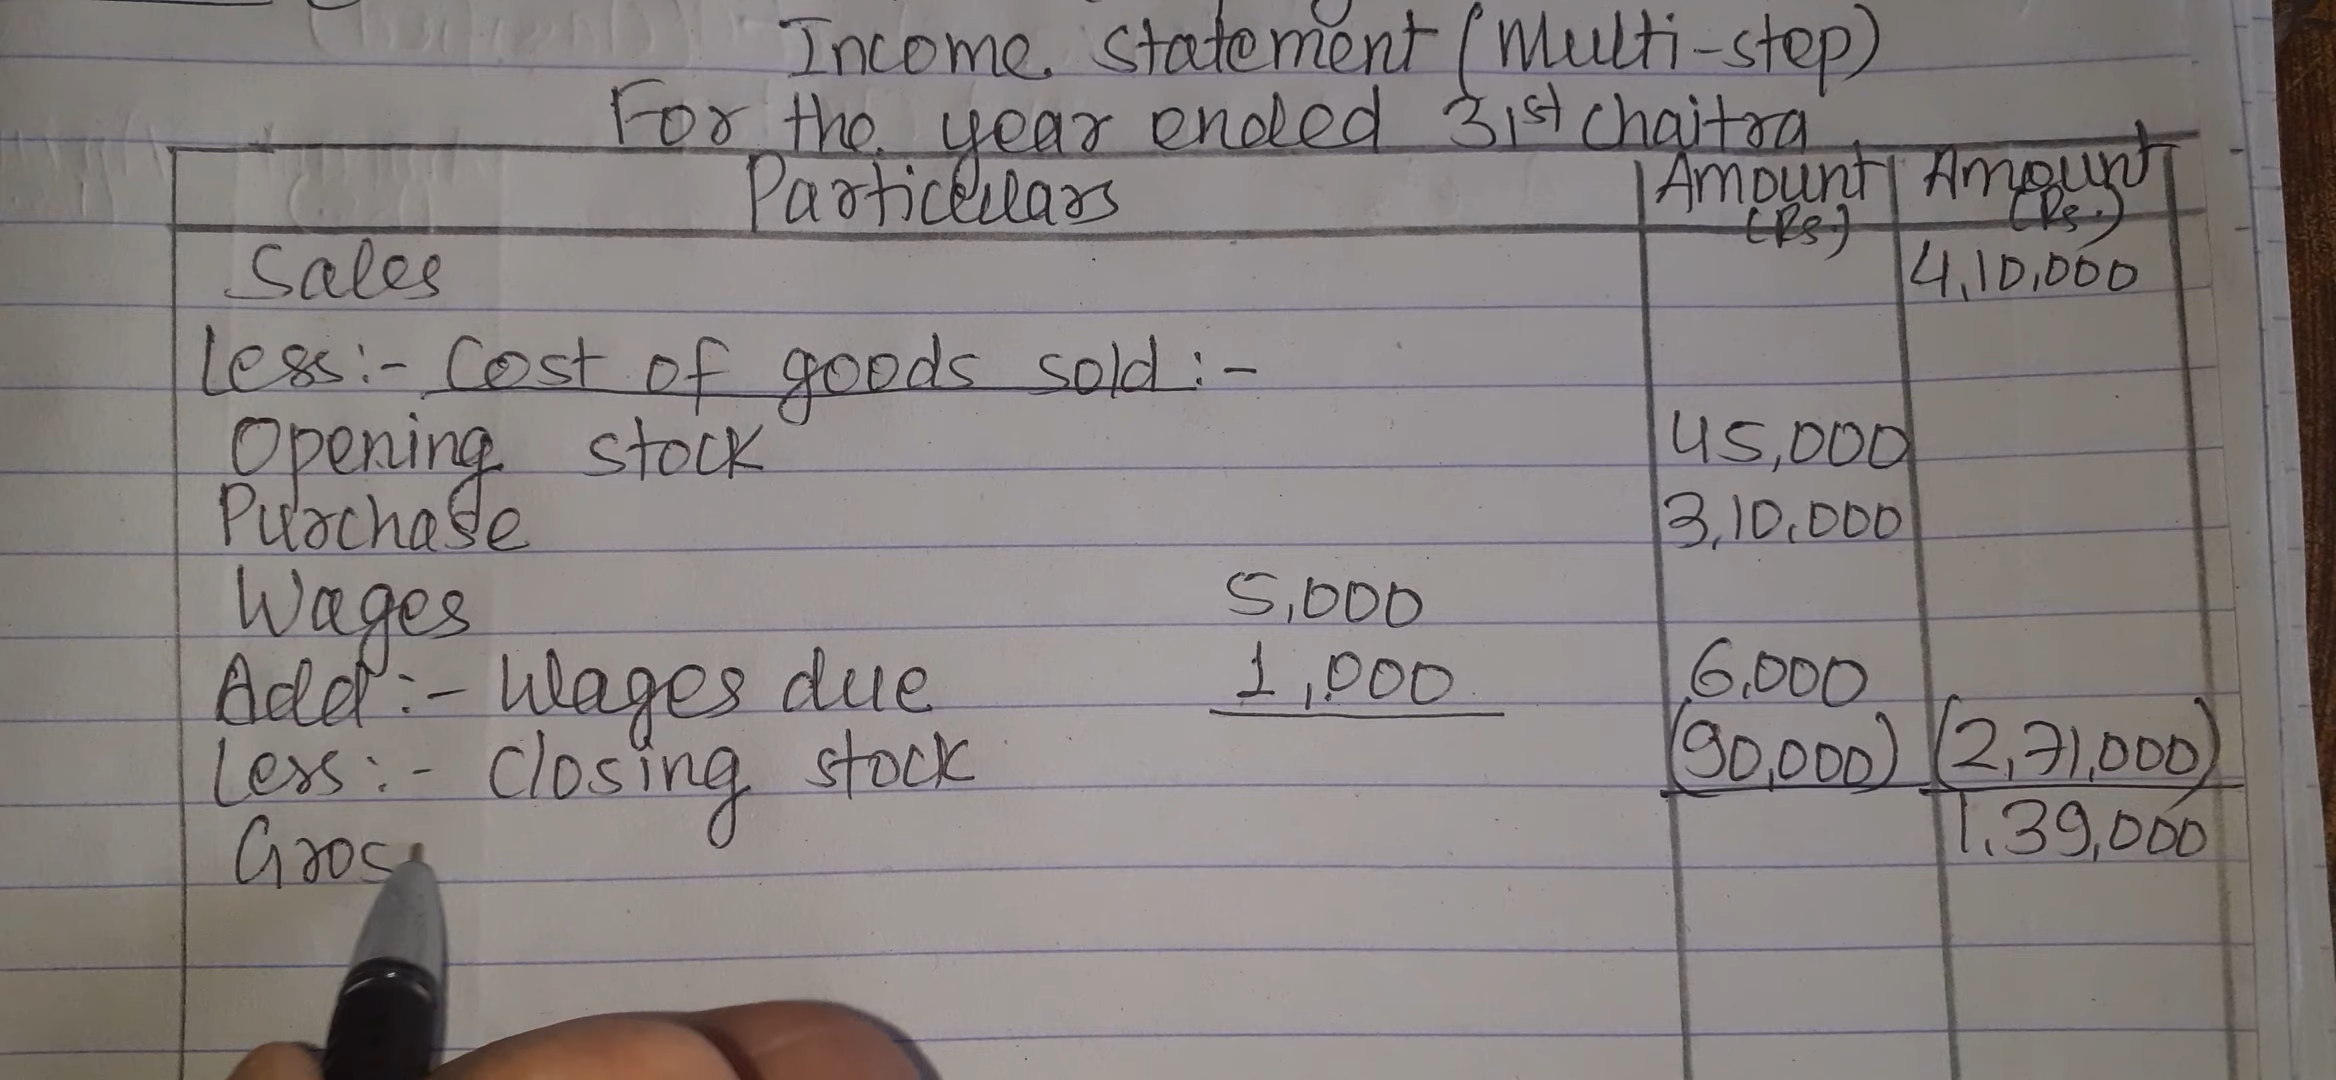 Income statement (Multi-step)
For the year ended 31st chaitra
Particulars Amount (Rs.) Amount (Rs.)
Sales 4,10,000
Less:- Cost of goods sold:-
Opening stock 45,000
Purchase 3,10,000
Wages 5,000
Add:- Wages due 1,000 6,000
Less:- Closing stock (90,000) (2,71,000)
Gros 1,39,000